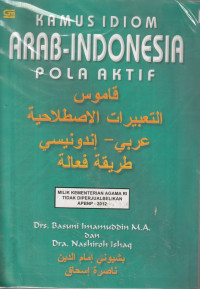 KAMUS IDIOM
ARAB-INDONESIA
POLA AKTIF
قاموس
التعبيرات الاصطلاحية
عربي - إندونيسي
طريقة فعالة
MILIK KEMENTERIAN AGAMA RI
TIDAK DIPERJUALBELIKAN
APBNP - 2012
Drs. Basuni Imamuddin M.A.
dan
Dra. Nashiroh Ishaq
بشيوني إمام الدين
ناصرة إسحاق